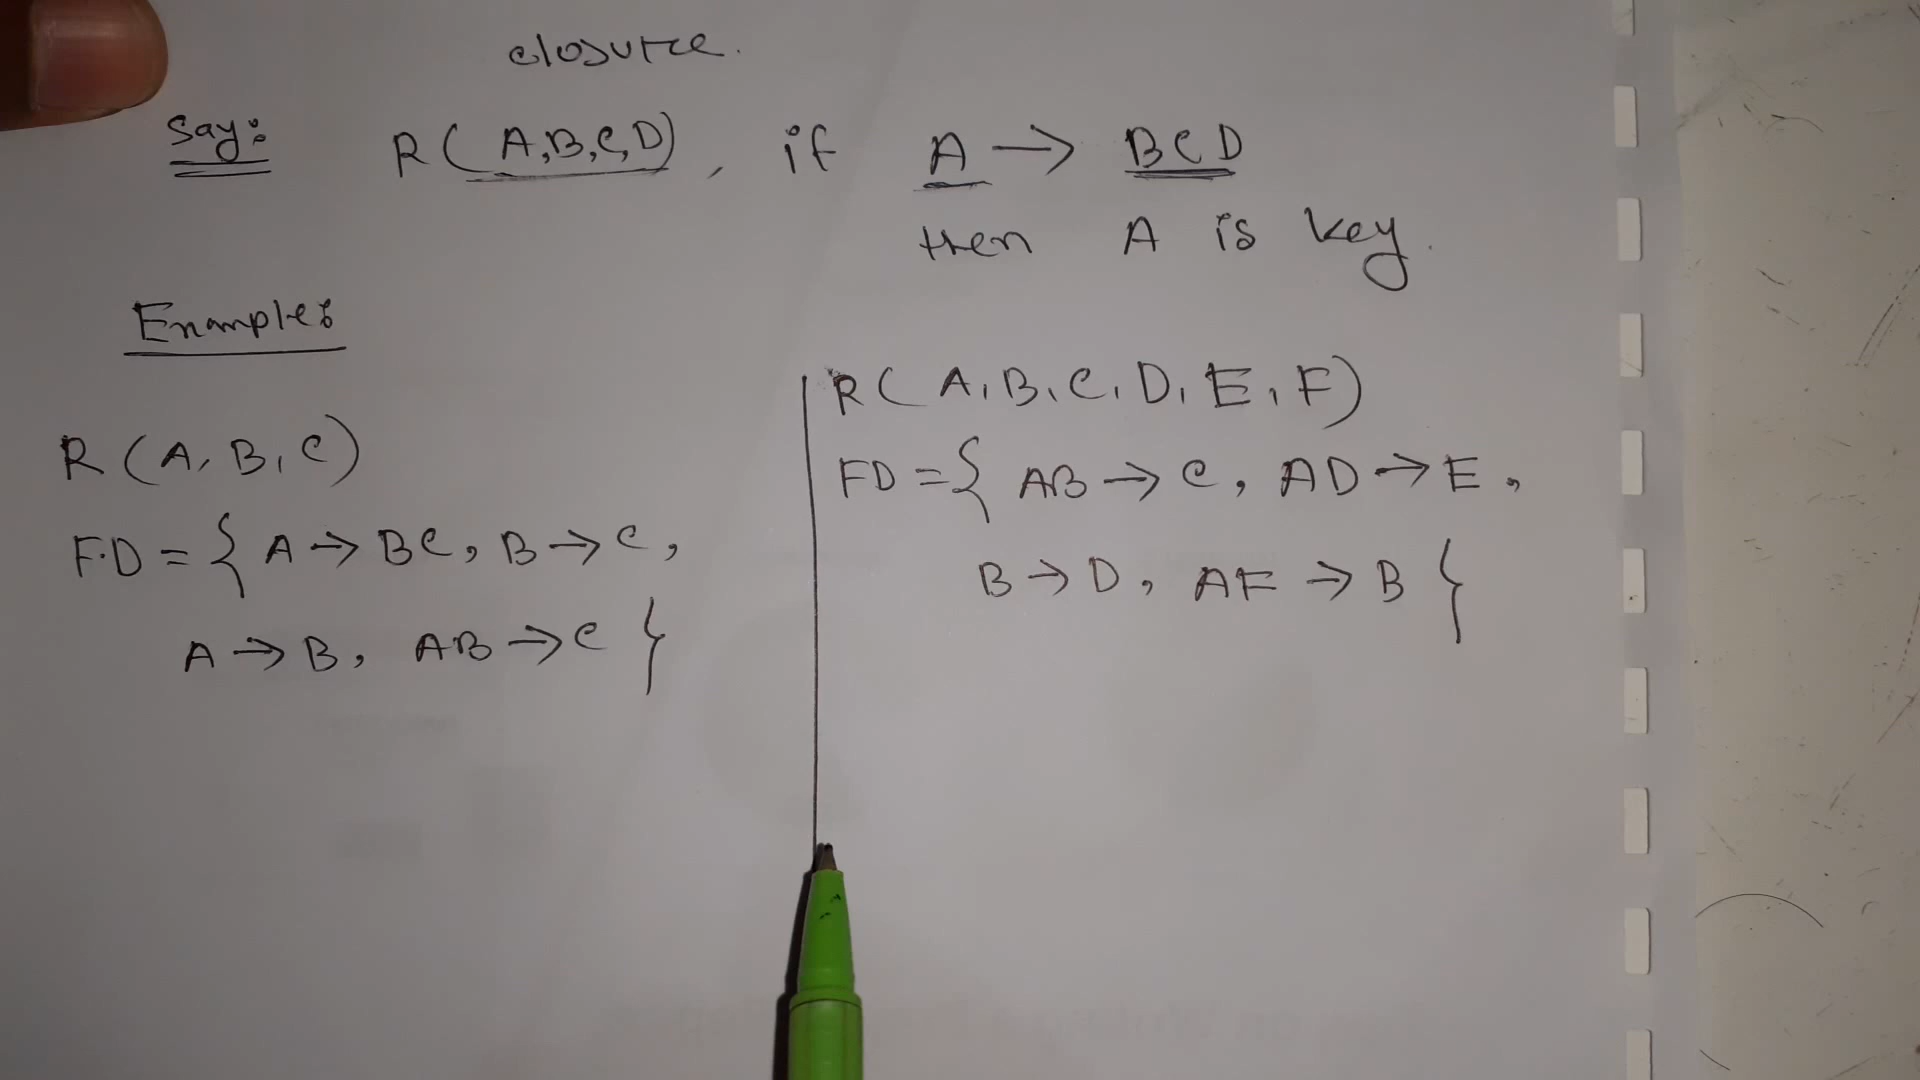 closure.
Say: R(A,B,C,D), if A → BCD
then A is key.
Example:
R(A,B,C)
F.D = { A → BC, B → C,
A → B, AB → C }
R(A,B,C,D,E,F)
FD = { AB → C, AD → E,
B → D, AF → B }